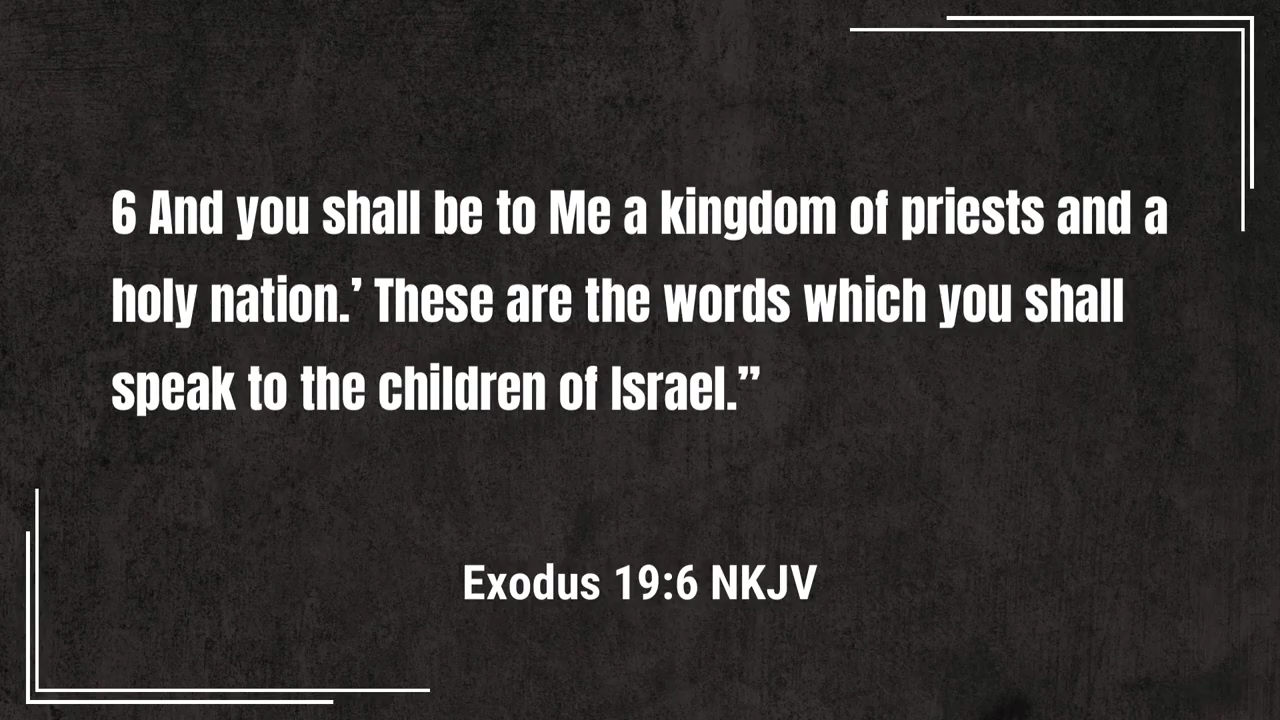 6 And you shall be to Me a kingdom of priests and a
holy nation.’ These are the words which you shall
speak to the children of Israel.”
Exodus 19:6 NKJV